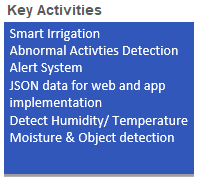 Key Activities
Smart Irrigation
Abnormal Activties Detection
Alert System
JSON data for web and app
implementation
Detect Humidity/ Temperature
Moisture & Object detection